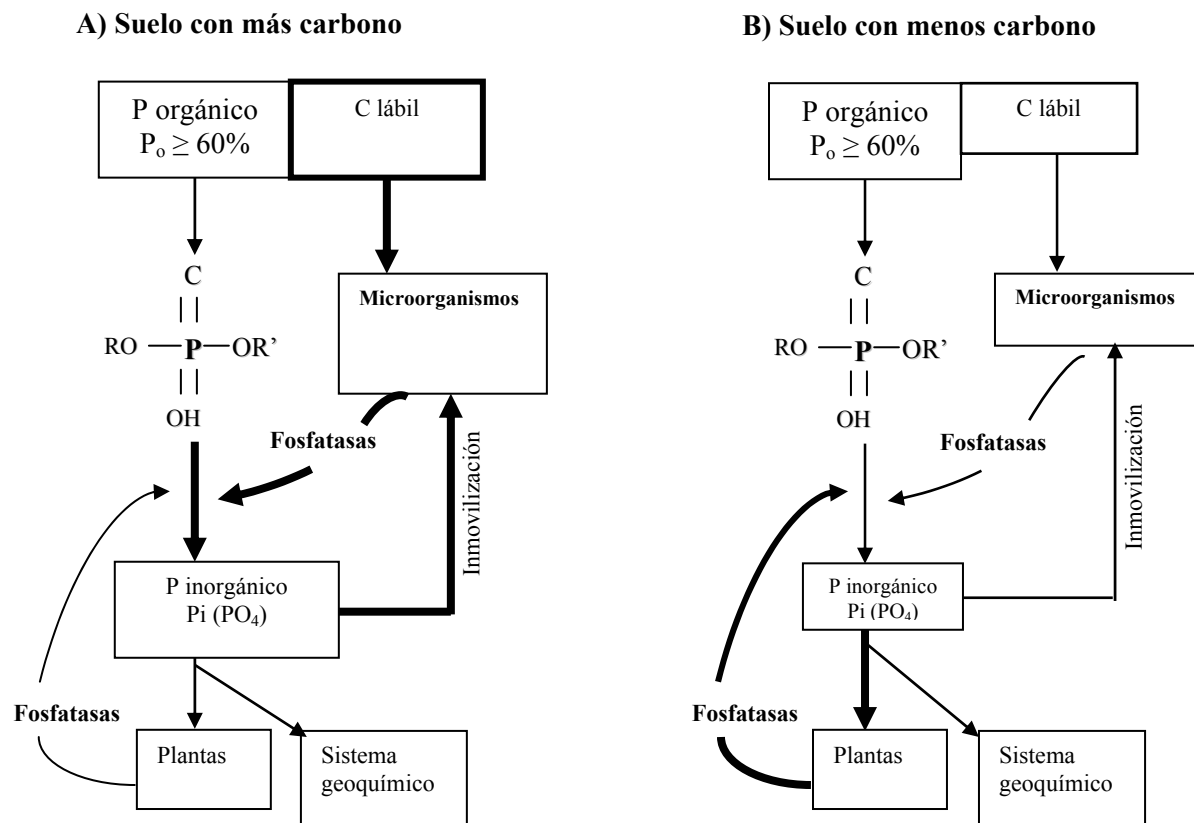 A) Suelo con más carbono
P orgánico
Pₒ ≥ 60%
C lábil
C
RO
P
OR’
OH
Microorganismos
Fosfatasas
Inmovilización
P inorgánico
Pi (PO₄)
Fosfatasas
Plantas
Sistema
geoquímico
B) Suelo con menos carbono
P orgánico
Pₒ ≥ 60%
C lábil
C
RO
P
OR’
OH
Microorganismos
Fosfatasas
Inmovilización
P inorgánico
Pi (PO₄)
Fosfatasas
Plantas
Sistema
geoquímico